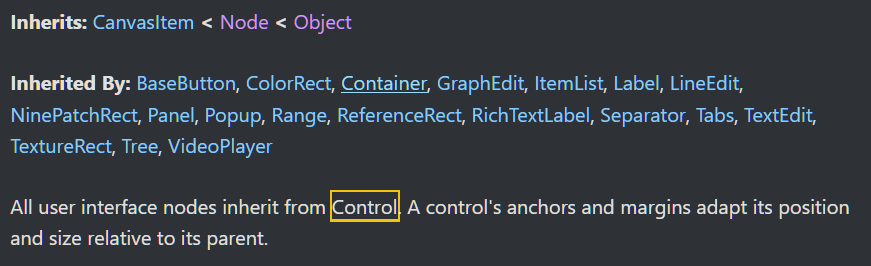 Inherits: CanvasItem < Node < Object
Inherited By: BaseButton, ColorRect, Container, GraphEdit, ItemList, Label, LineEdit,
NinePatchRect, Panel, Popup, Range, ReferenceRect, RichTextLabel, Separator, Tabs, TextEdit,
TextureRect, Tree, VideoPlayer
All user interface nodes inherit from Control. A control's anchors and margins adapt its position
and size relative to its parent.